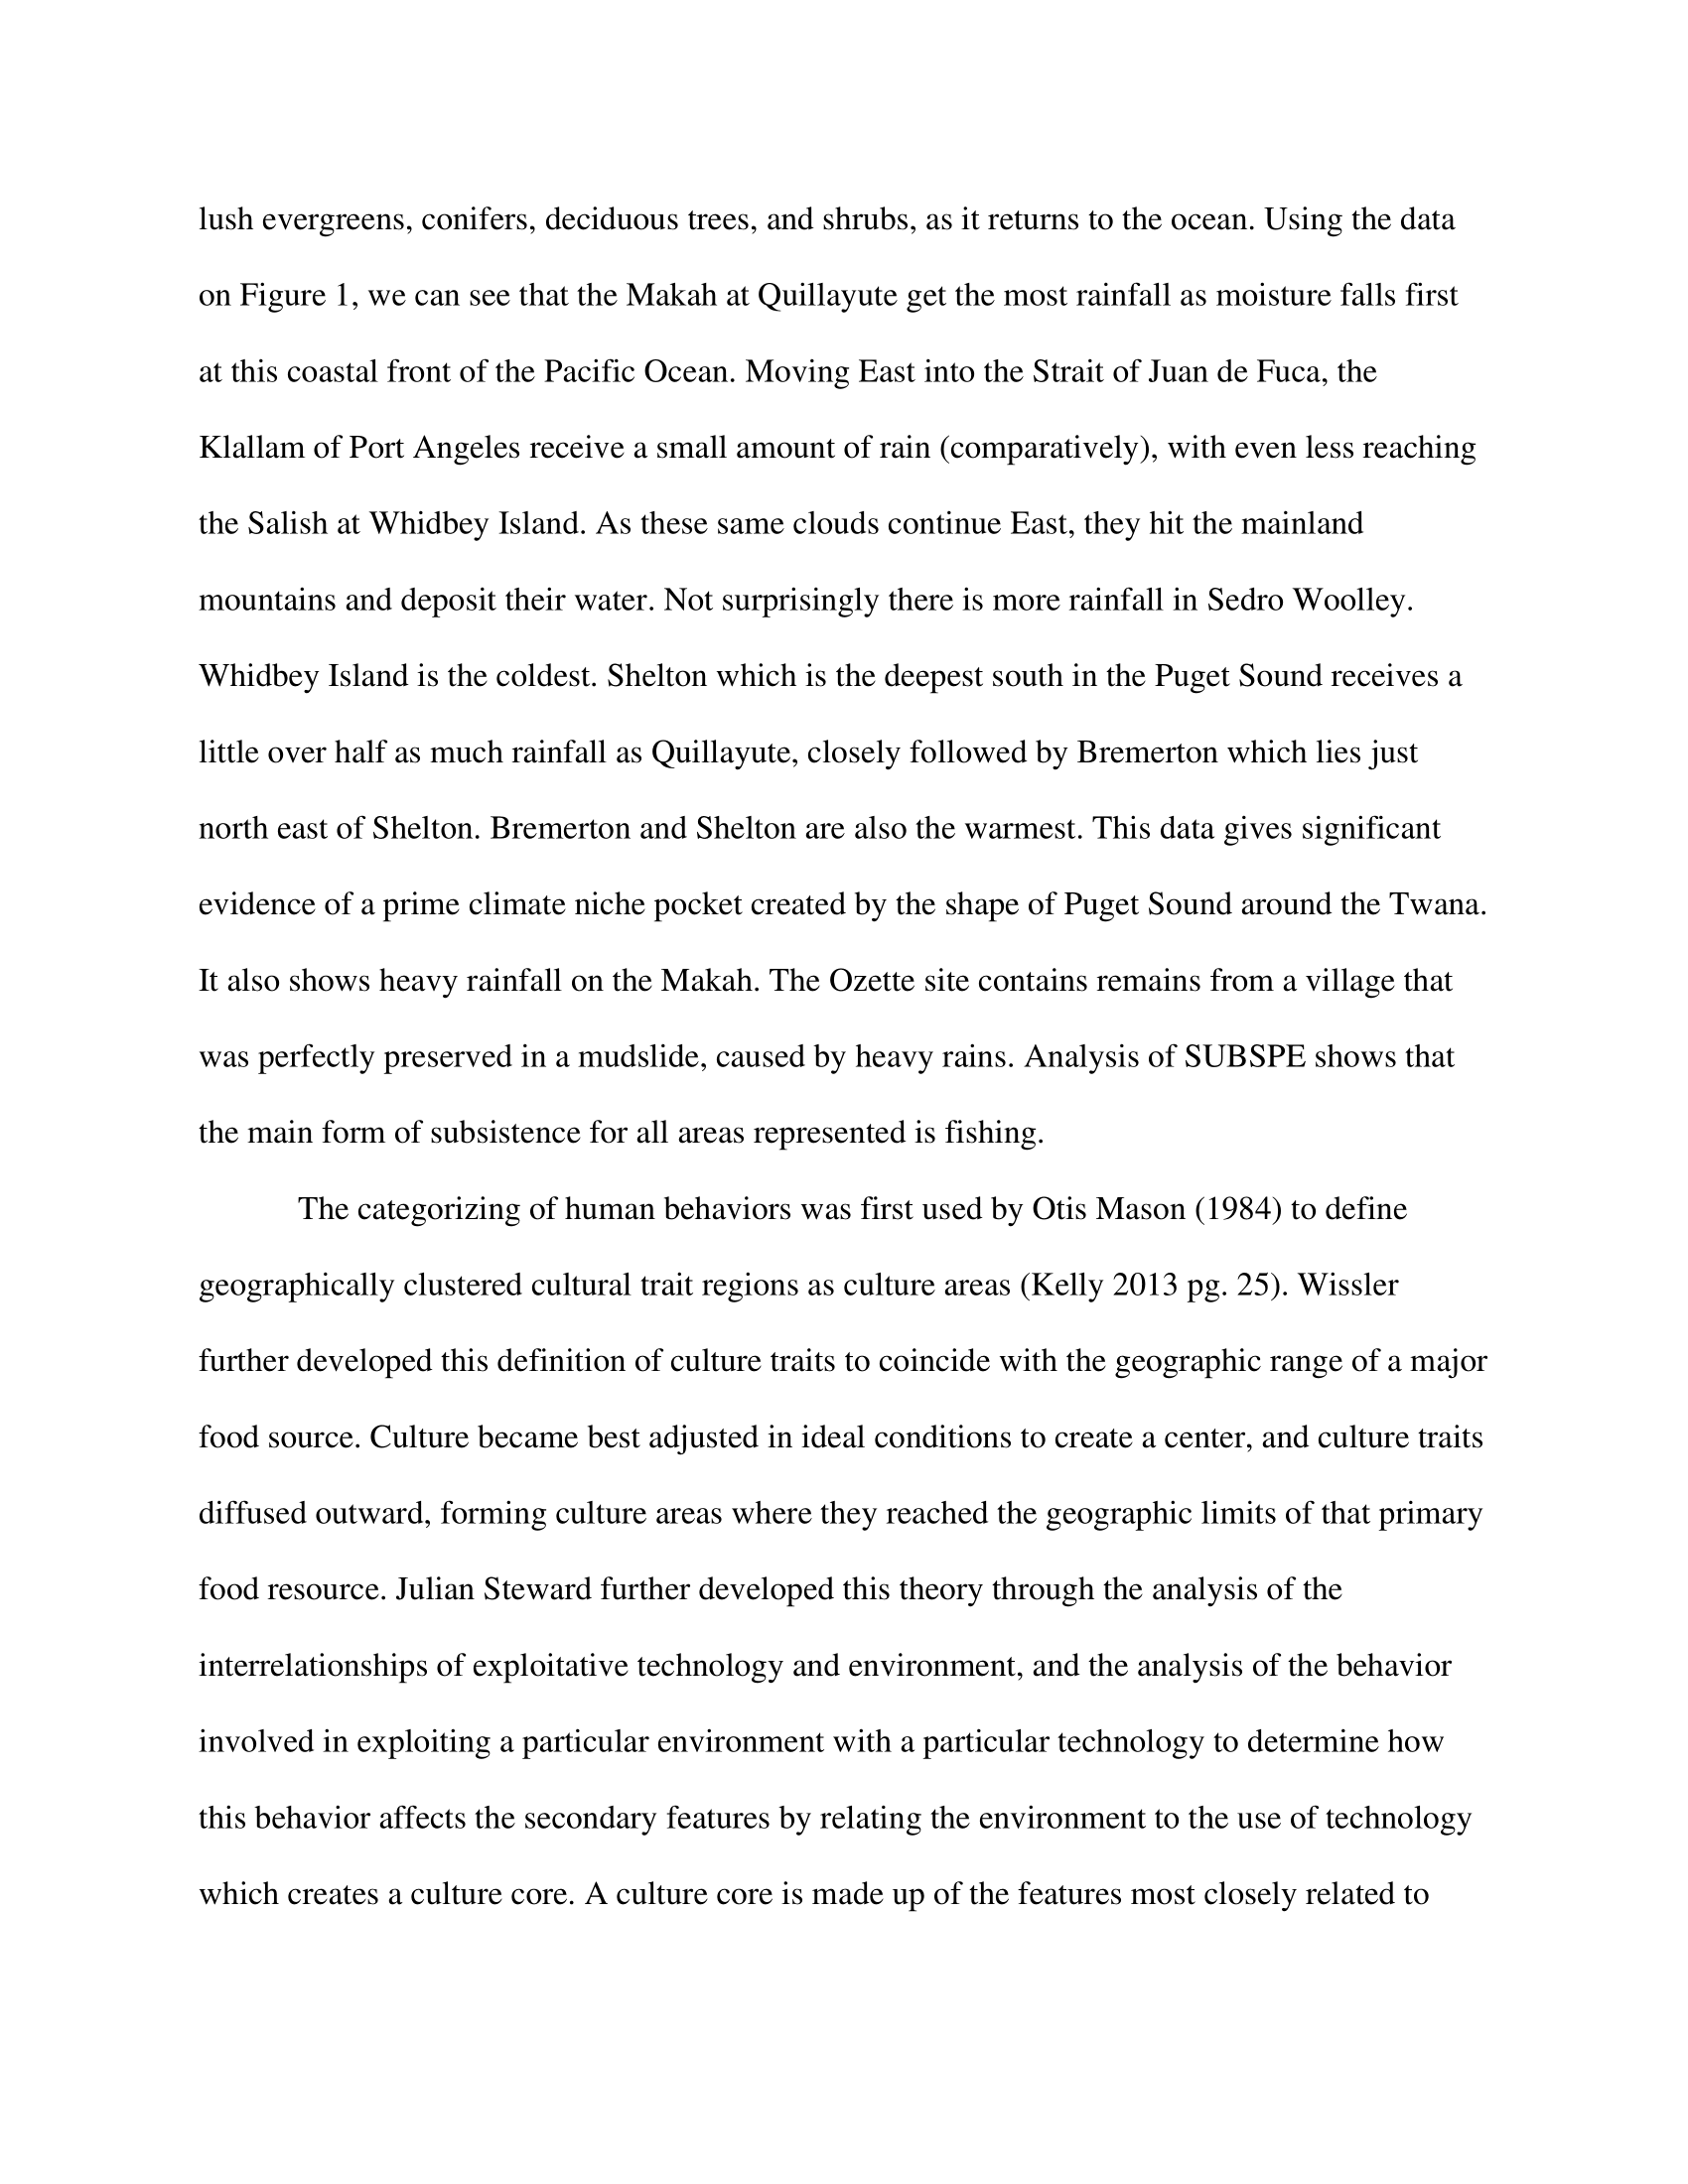 lush evergreens, conifers, deciduous trees, and shrubs, as it returns to the ocean. Using the data
on Figure 1, we can see that the Makah at Quillayute get the most rainfall as moisture falls first
at this coastal front of the Pacific Ocean. Moving East into the Strait of Juan de Fuca, the
Klallam of Port Angeles receive a small amount of rain (comparatively), with even less reaching
the Salish at Whidbey Island. As these same clouds continue East, they hit the mainland
mountains and deposit their water. Not surprisingly there is more rainfall in Sedro Woolley.
Whidbey Island is the coldest. Shelton which is the deepest south in the Puget Sound receives a
little over half as much rainfall as Quillayute, closely followed by Bremerton which lies just
north east of Shelton. Bremerton and Shelton are also the warmest. This data gives significant
evidence of a prime climate niche pocket created by the shape of Puget Sound around the Twana.
It also shows heavy rainfall on the Makah. The Ozette site contains remains from a village that
was perfectly preserved in a mudslide, caused by heavy rains. Analysis of SUBSPE shows that
the main form of subsistence for all areas represented is fishing.
The categorizing of human behaviors was first used by Otis Mason (1984) to define
geographically clustered cultural trait regions as culture areas (Kelly 2013 pg. 25). Wissler
further developed this definition of culture traits to coincide with the geographic range of a major
food source. Culture became best adjusted in ideal conditions to create a center, and culture traits
diffused outward, forming culture areas where they reached the geographic limits of that primary
food resource. Julian Steward further developed this theory through the analysis of the
interrelationships of exploitative technology and environment, and the analysis of the behavior
involved in exploiting a particular environment with a particular technology to determine how
this behavior affects the secondary features by relating the environment to the use of technology
which creates a culture core. A culture core is made up of the features most closely related to